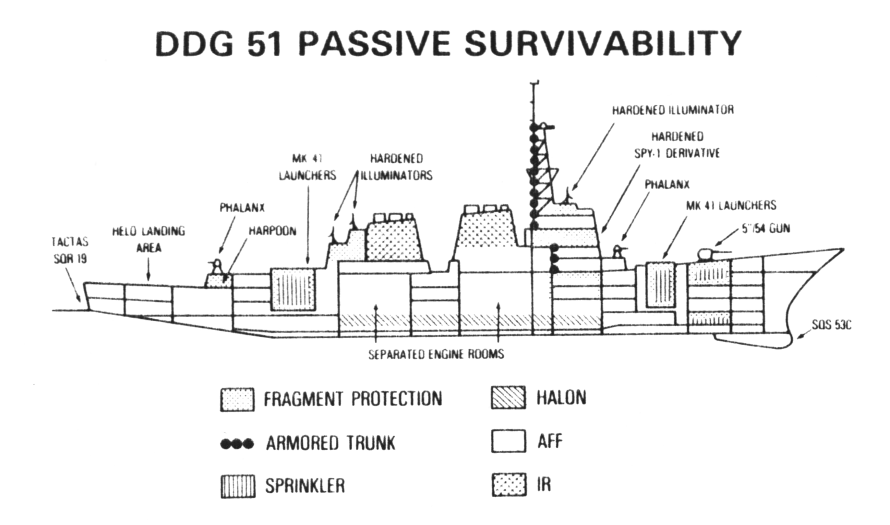 DDG 51 PASSIVE SURVIVABILITY
HARDENED ILLUMINATOR
HARDENED
SPY-1 DERIVATIVE
MK 41
LAUNCHERS
HARDENED
ILLUMINATORS
PHALANX
MK 41 LAUNCHERS
PHALANX
HELO LANDING
AREA
HARPOON
5"/54 GUN
TACTAS
SQR 19
SQS 53C
SEPARATED ENGINE ROOMS
FRAGMENT PROTECTION
HALON
ARMORED TRUNK
AFF
SPRINKLER
IR